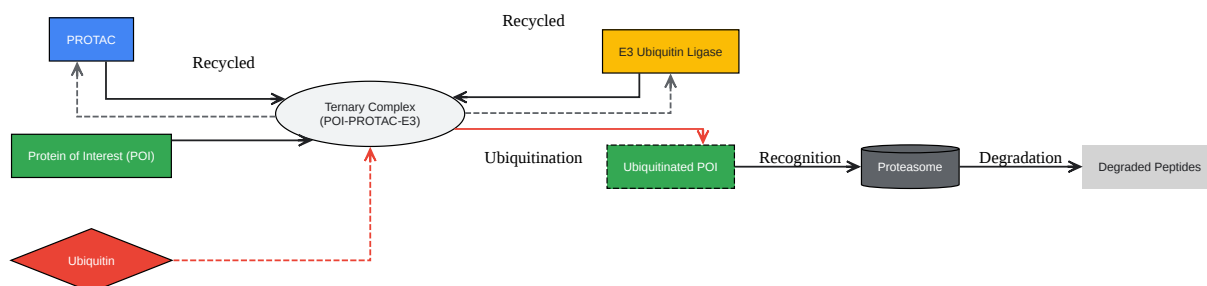 Recycled
PROTAC
E3 Ubiquitin Ligase
Recycled
Ternary Complex
(POI-PROTAC-E3)
Protein of Interest (POI)
Ubiquitination
Ubiquitinated POI
Recognition
Proteasome
Degradation
Degraded Peptides
Ubiquitin